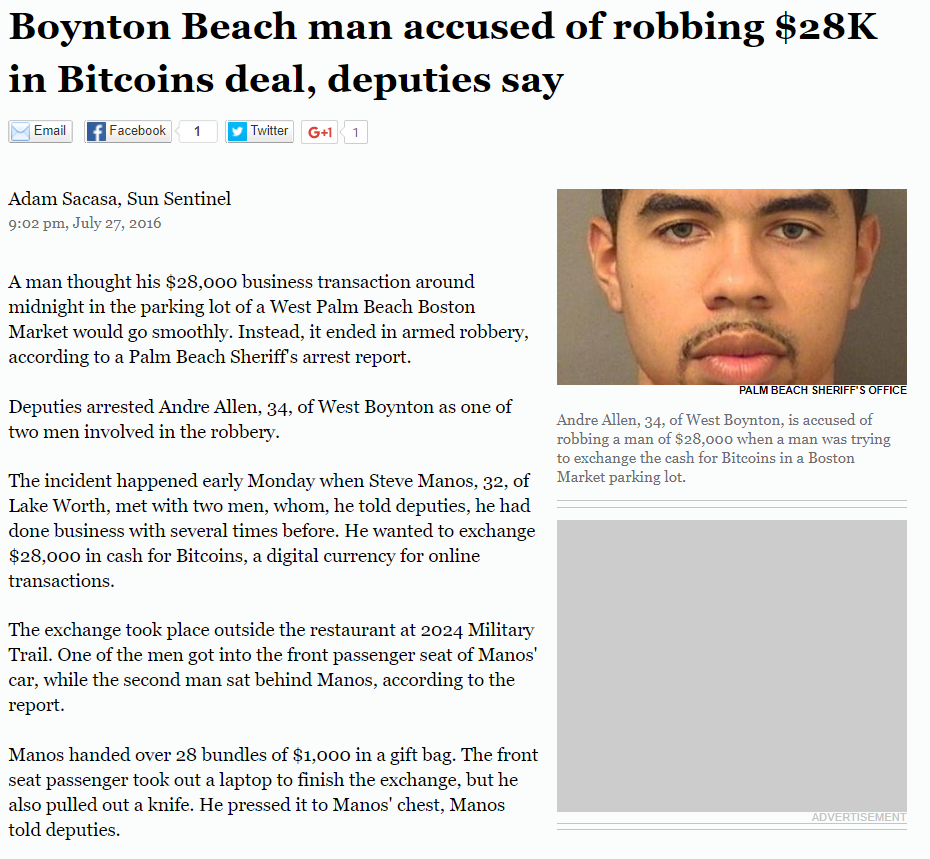 Boynton Beach man accused of robbing $28K
in Bitcoins deal, deputies say
Email
Facebook
1
Twitter
G+1
1
Adam Sacasa, Sun Sentinel
9:02 pm, July 27, 2016
A man thought his $28,000 business transaction around
midnight in the parking lot of a West Palm Beach Boston
Market would go smoothly. Instead, it ended in armed robbery,
according to a Palm Beach Sheriff's arrest report.
Deputies arrested Andre Allen, 34, of West Boynton as one of
two men involved in the robbery.
The incident happened early Monday when Steve Manos, 32, of
Lake Worth, met with two men, whom, he told deputies, he had
done business with several times before. He wanted to exchange
$28,000 in cash for Bitcoins, a digital currency for online
transactions.
The exchange took place outside the restaurant at 2024 Military
Trail. One of the men got into the front passenger seat of Manos'
car, while the second man sat behind Manos, according to the
report.
Manos handed over 28 bundles of $1,000 in a gift bag. The front
seat passenger took out a laptop to finish the exchange, but he
also pulled out a knife. He pressed it to Manos' chest, Manos
told deputies.
PALM BEACH SHERIFF'S OFFICE
Andre Allen, 34, of West Boynton, is accused of
robbing a man of $28,000 when a man was trying
to exchange the cash for Bitcoins in a Boston
Market parking lot.
ADVERTISEMENT